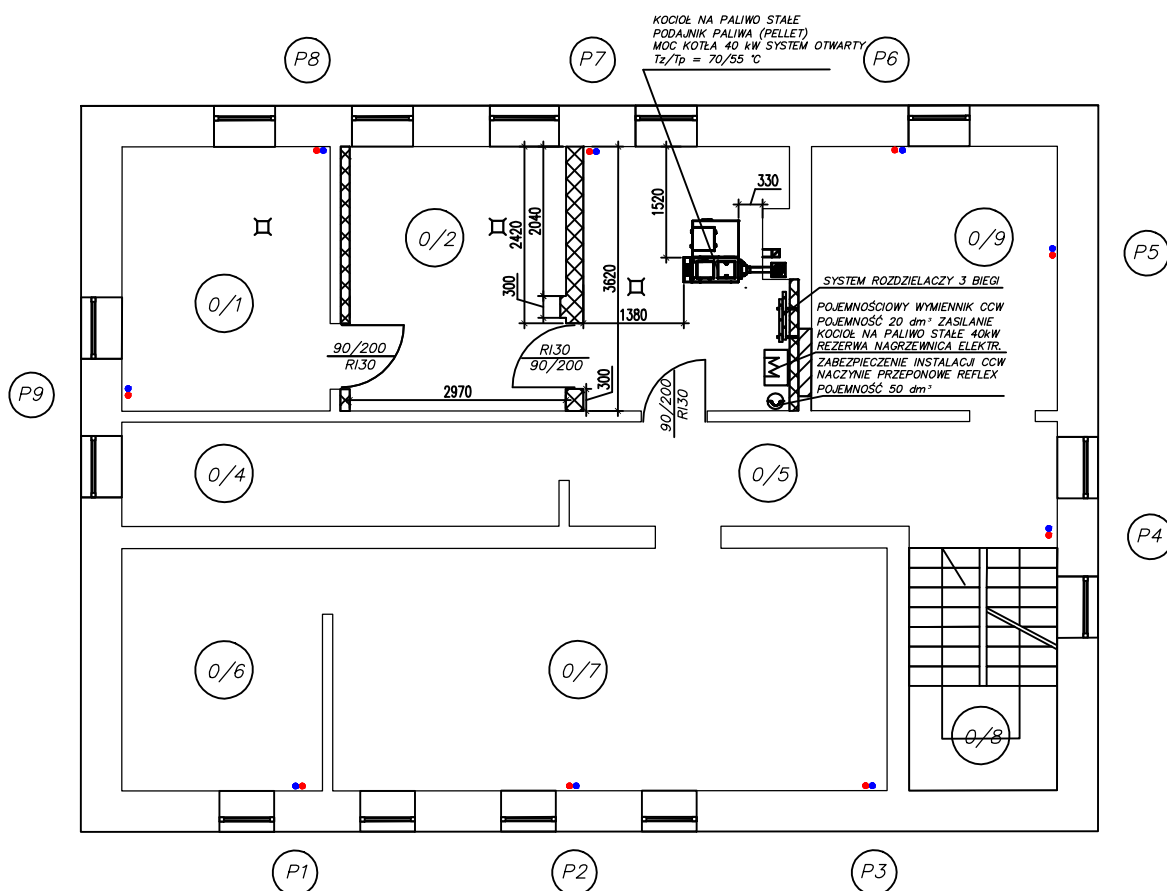 KOCIOŁ NA PALIWO STAŁE
PODAJNIK PALIWA (PELLET)
MOC KOTŁA 40 kW SYSTEM OTWARTY
Tz/Tp = 70/55 °C
P8
P7
P6
330
1520
2040
2420
3620
300
1380
0/2
0/9
0/1
P5
SYSTEM ROZDZIELACZY 3 BIEGI
POJEMNOŚCIOWY WYMIENNIK CCW
POJEMNOŚĆ 20 dm³ ZASILANIE
KOCIOŁ NA PALIWO STAŁE 40kW
REZERWA NAGRZEWNICA ELEKTR.
ZABEZPIECZENIE INSTALACJI CCW
NACZYNIE PRZEPONOWE REFLEX
POJEMNOŚĆ 50 dm³
90/200
RI30
RI30
90/200
M
300
2970
90/200
RI30
P9
0/4
0/5
P4
0/6
0/7
0/8
P1
P2
P3